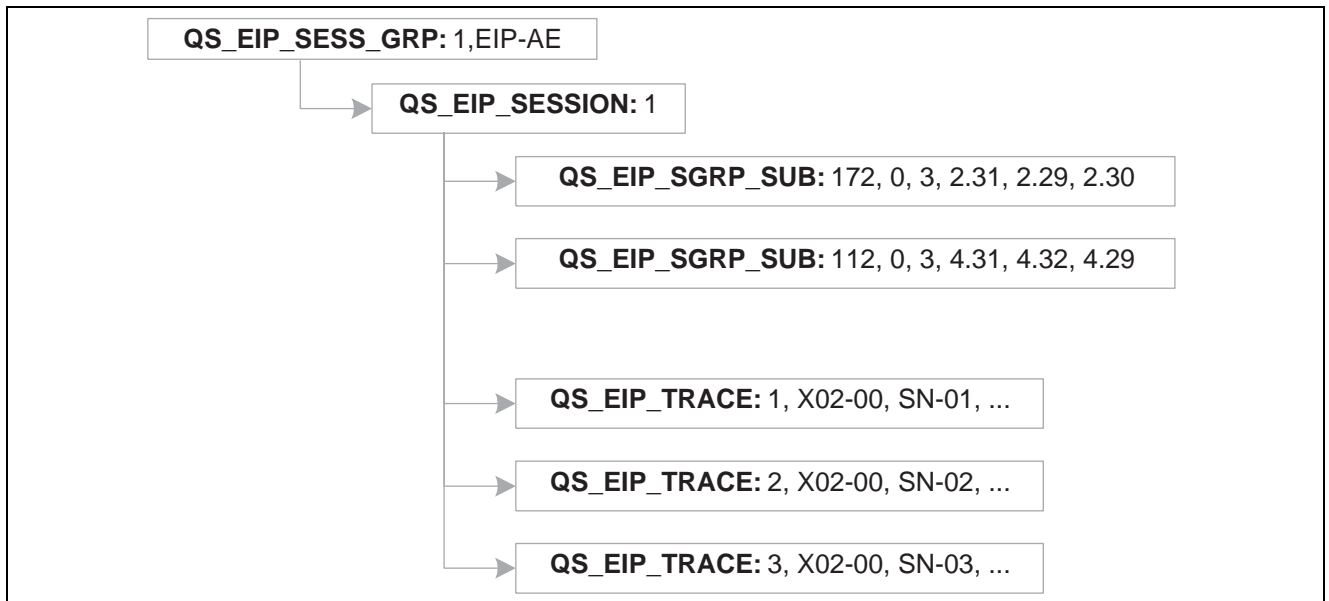 QS_EIP_SESS_GRP: 1,EIP-AE
QS_EIP_SESSION: 1
QS_EIP_SGRP_SUB: 172, 0, 3, 2.31, 2.29, 2.30
QS_EIP_SGRP_SUB: 112, 0, 3, 4.31, 4.32, 4.29
QS_EIP_TRACE: 1, X02-00, SN-01, ...
QS_EIP_TRACE: 2, X02-00, SN-02, ...
QS_EIP_TRACE: 3, X02-00, SN-03, ...